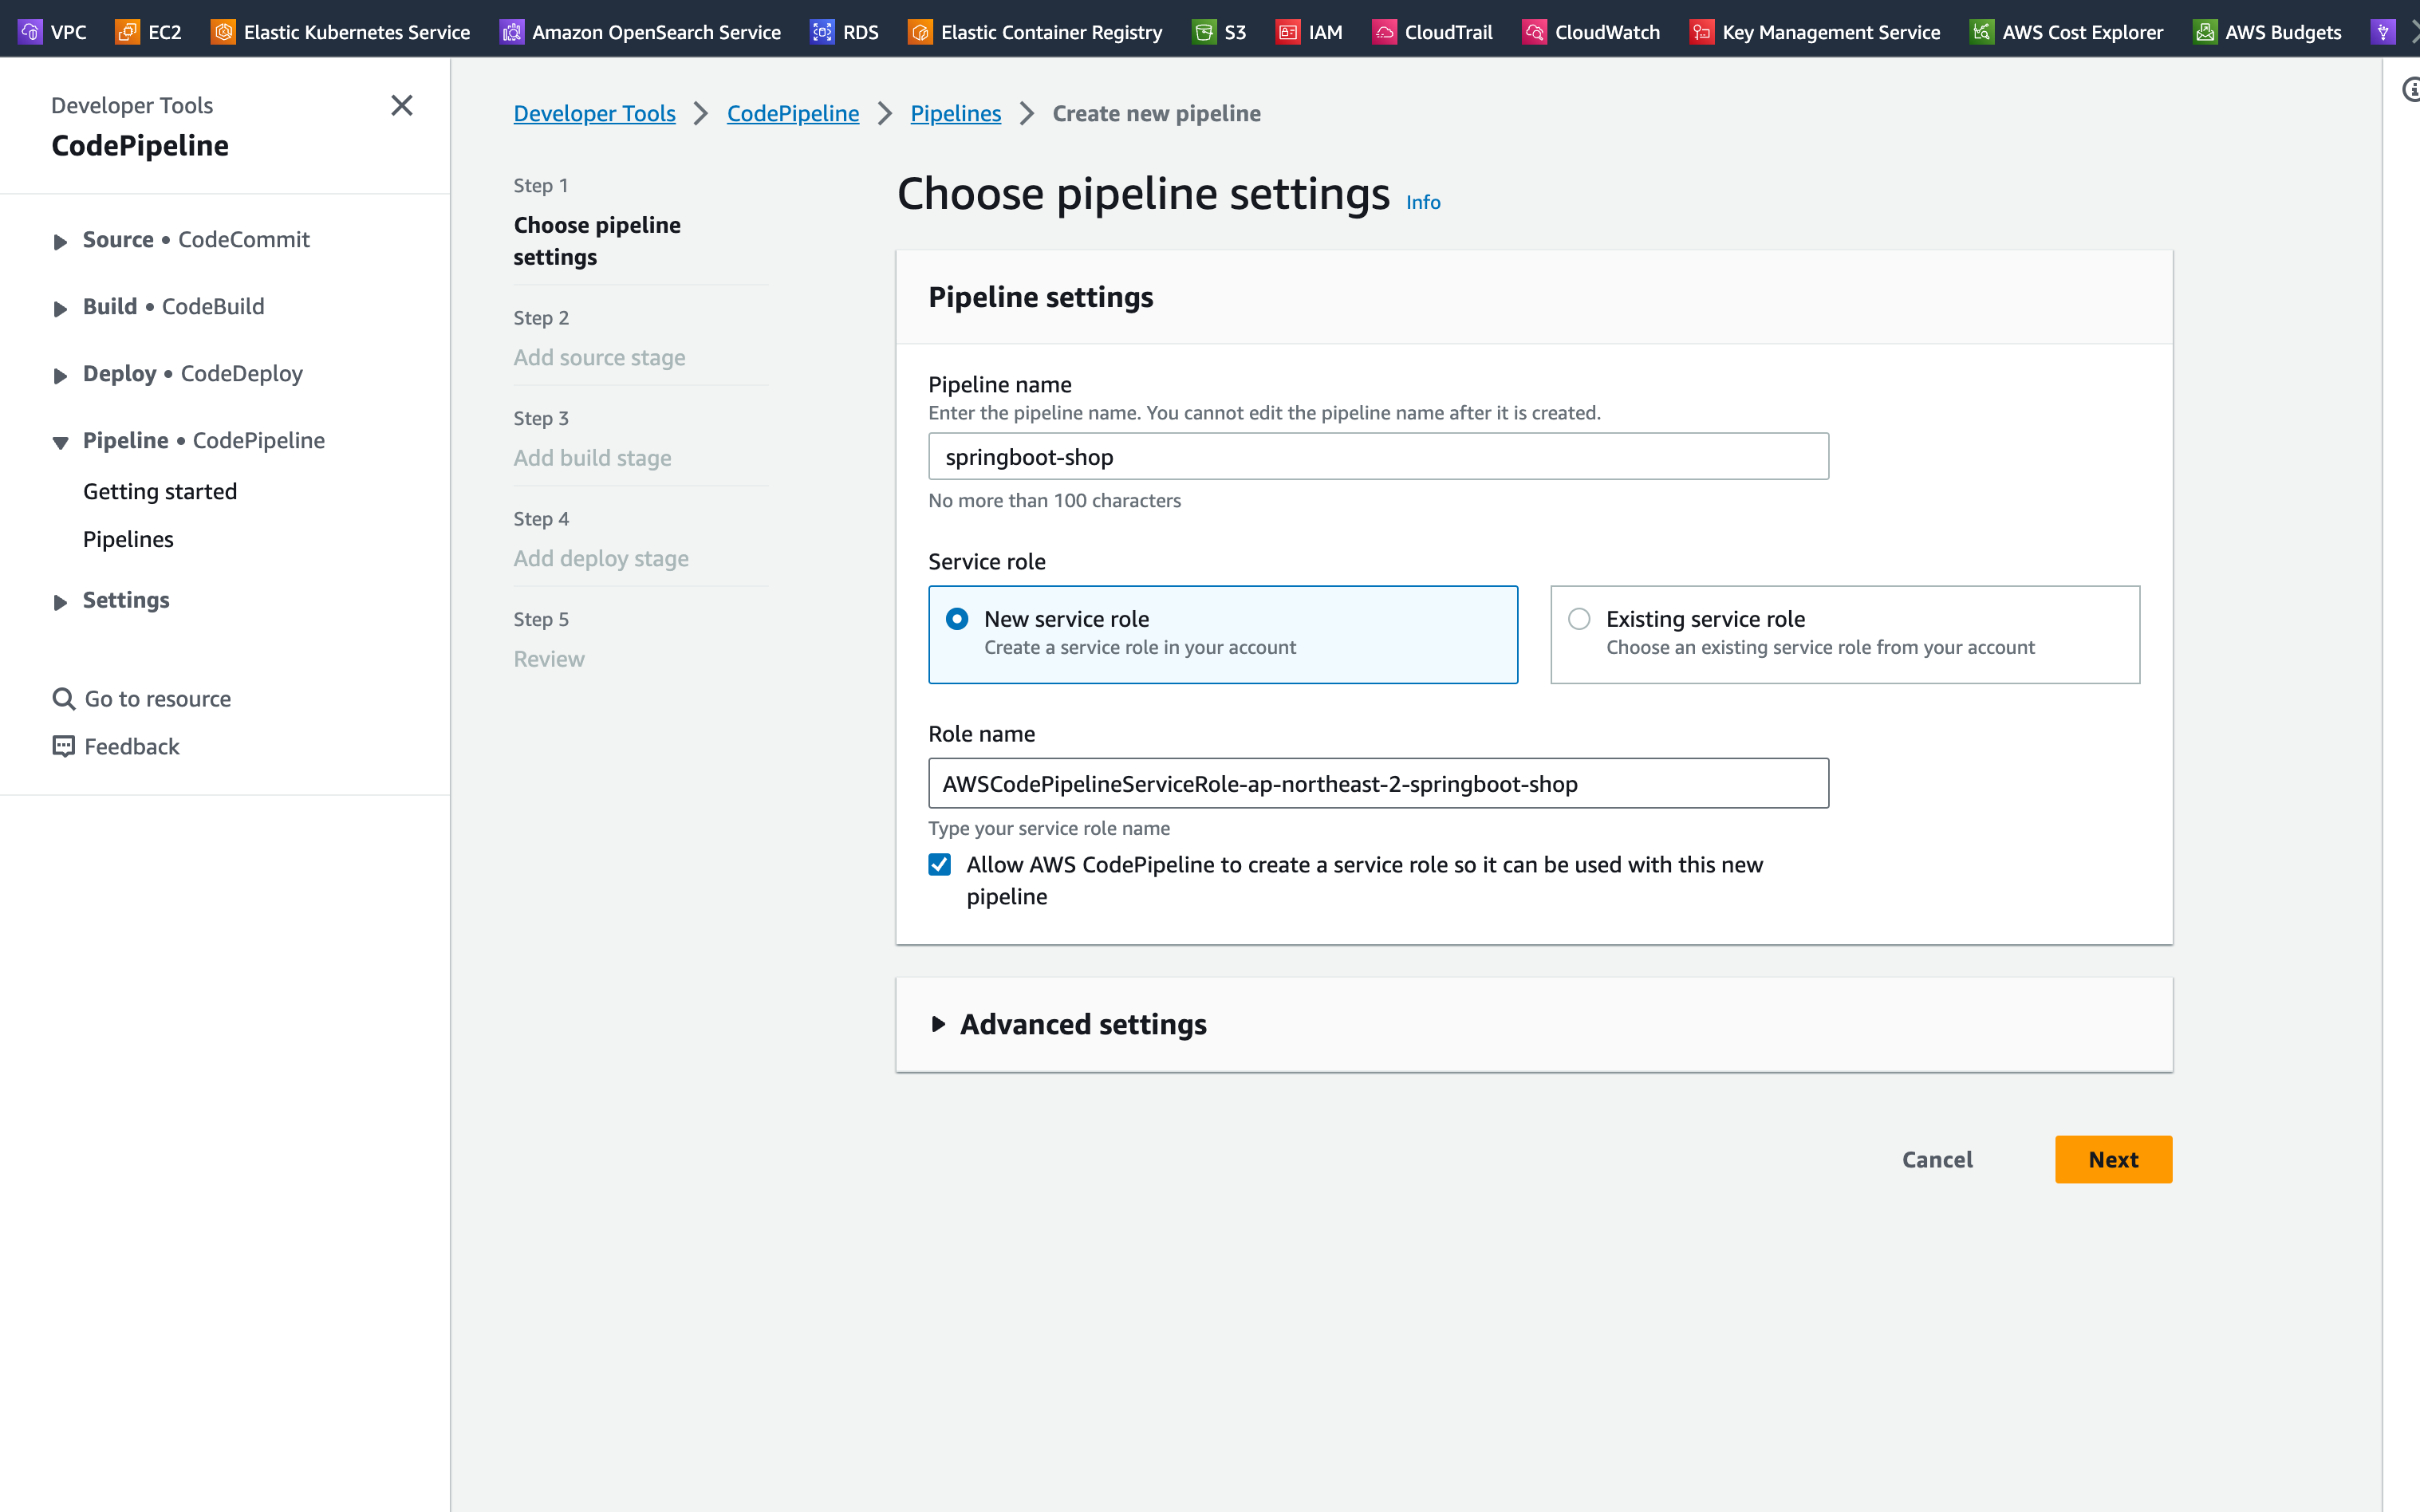 VPC EC2 Elastic Kubernetes Service Amazon OpenSearch Service RDS Elastic Container Registry S3 IAM CloudTrail CloudWatch Key Management Service AWS Cost Explorer AWS Budgets
Developer Tools
CodePipeline
Source • CodeCommit
Build • CodeBuild
Deploy • CodeDeploy
Pipeline • CodePipeline
Getting started
Pipelines
Settings
Go to resource
Feedback
Developer Tools CodePipeline Pipelines Create new pipeline
Step 1
Choose pipeline
settings
Step 2
Add source stage
Step 3
Add build stage
Step 4
Add deploy stage
Step 5
Review
Choose pipeline settings Info
Pipeline settings
Pipeline name
Enter the pipeline name. You cannot edit the pipeline name after it is created.
springboot-shop
No more than 100 characters
Service role
New service role
Create a service role in your account
Existing service role
Choose an existing service role from your account
Role name
AWSCodePipelineServiceRole-ap-northeast-2-springboot-shop
Type your service role name
Allow AWS CodePipeline to create a service role so it can be used with this new
pipeline
Advanced settings
Cancel Next